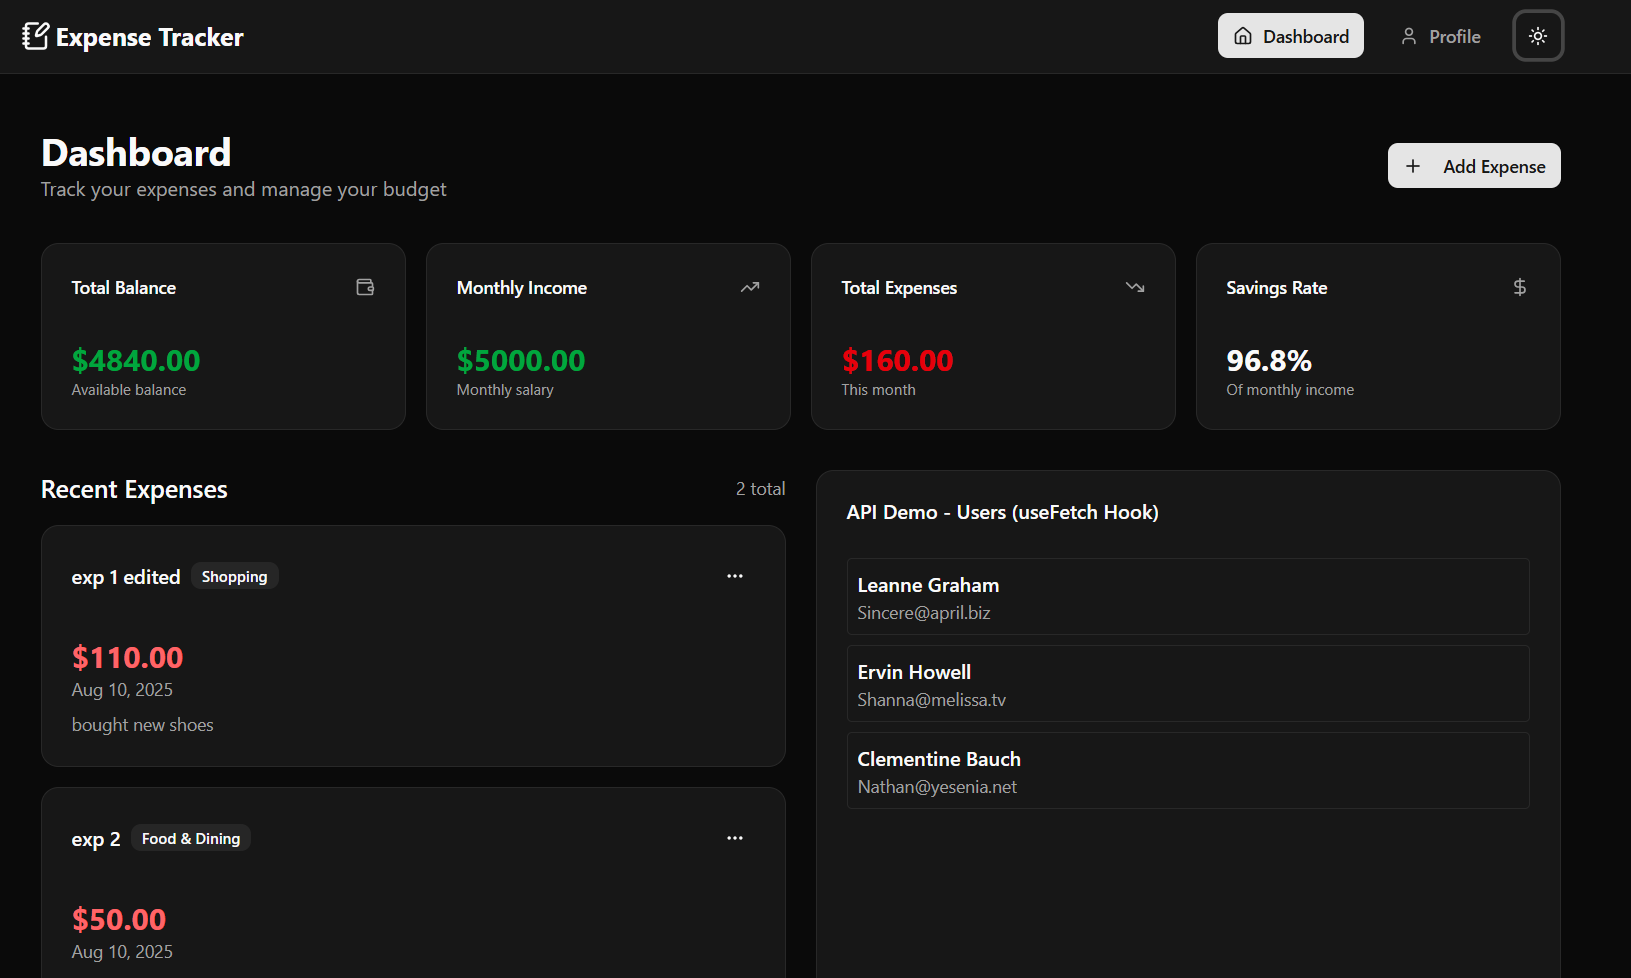 Expense Tracker
Dashboard
Profile
Dashboard
Track your expenses and manage your budget
+ Add Expense
Total Balance
$4840.00
Available balance
Monthly Income
$5000.00
Monthly salary
Total Expenses
$160.00
This month
Savings Rate
$
96.8%
Of monthly income
Recent Expenses
2 total
exp 1 edited
Shopping
$110.00
Aug 10, 2025
bought new shoes
exp 2
Food & Dining
$50.00
Aug 10, 2025
API Demo - Users (useFetch Hook)
Leanne Graham
Sincere@april.biz
Ervin Howell
Shanna@melissa.tv
Clementine Bauch
Nathan@yesenia.net